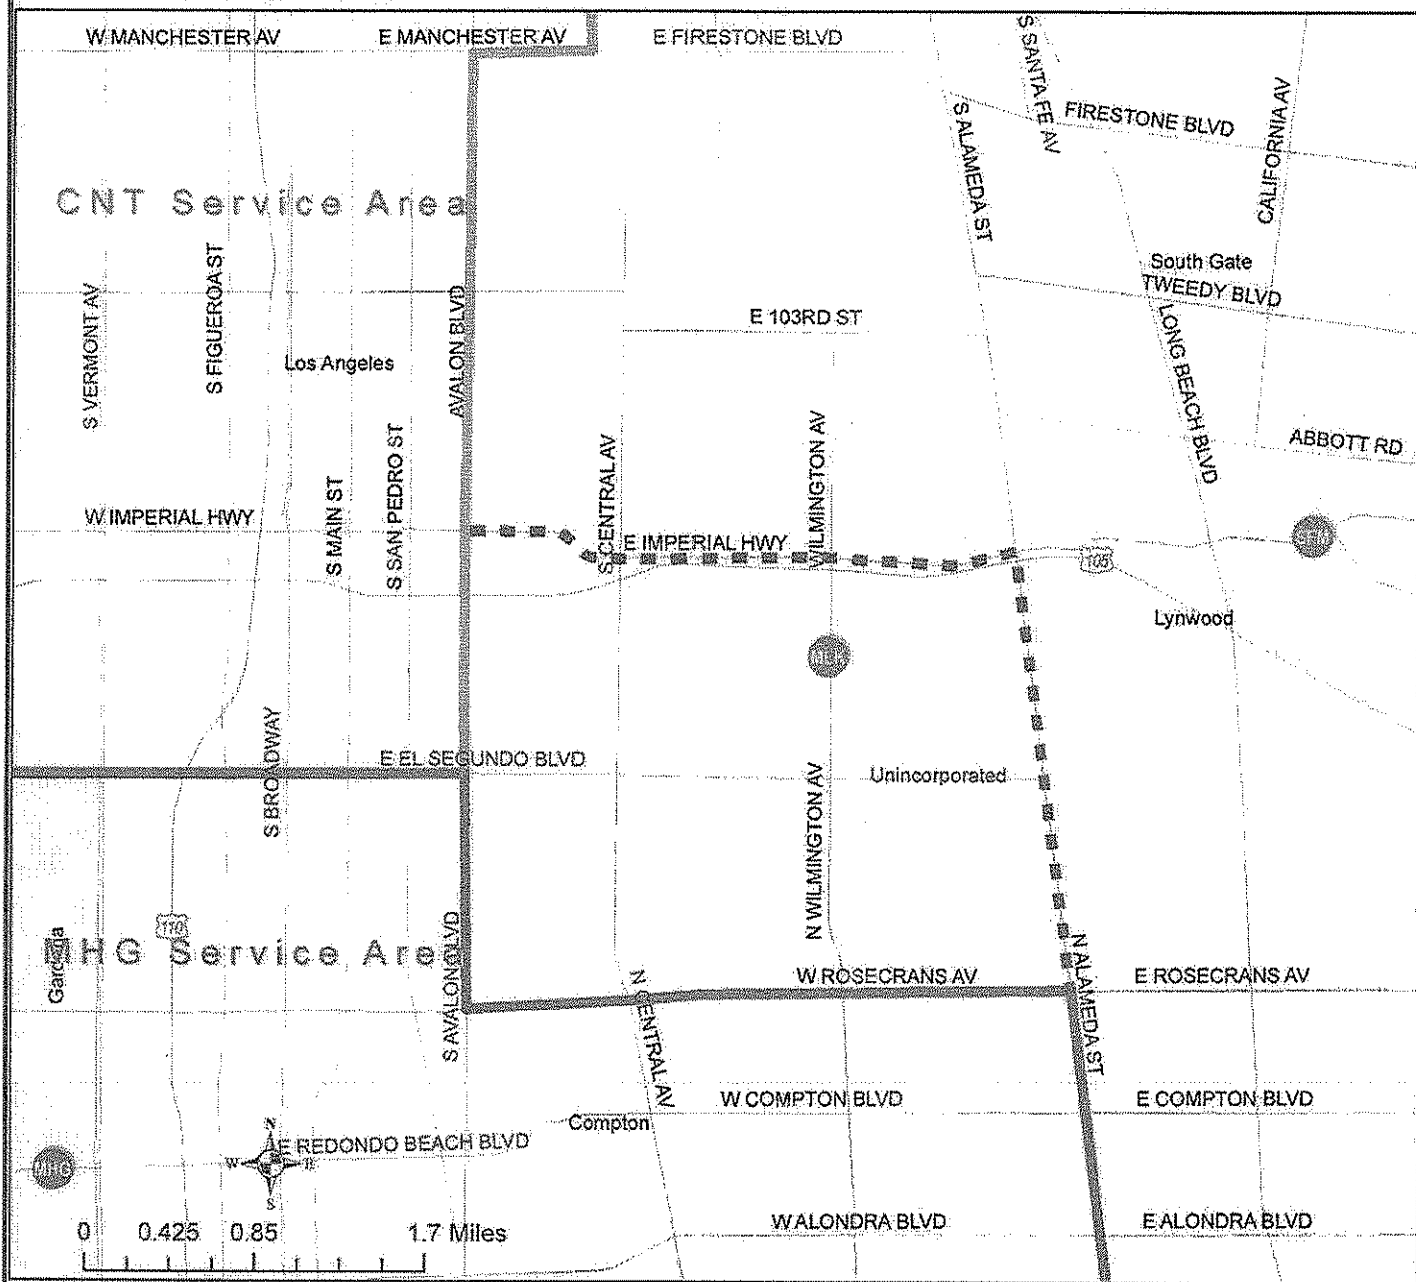 W MANCHESTER AV
E MANCHESTER AV
E FIRESTONE BLVD
S SANTA FE AV
FIRESTONE BLVD
CALIFORNIA AV
S ALAMEDA ST
CNT Service Area
S FIGUEROA ST
S VERMONT AV
AVALON BLVD
South Gate
TWEEDY BLVD
E 103RD ST
Los Angeles
LONG BEACH BLVD
ABBOTT RD
S SAN PEDRO ST
S MAIN ST
S CENTRAL AV
WILMINGTON AV
W IMPERIAL HWY
E IMPERIAL HWY
105
Lynwood
S BROADWAY
E EL SEGUNDO BLVD
Unincorporated
N WILMINGTON AV
110
MHG Service Area
Gardena
S AVALON BLVD
W ROSECRANS AV
E ROSECRANS AV
N ALAMEDA ST
N CENTRAL AV
W COMPTON BLVD
E COMPTON BLVD
Compton
N
W
E
S
E REDONDO BEACH BLVD
MHG
W ALONDRA BLVD
E ALONDRA BLVD
0 0.425 0.85 1.7 Miles